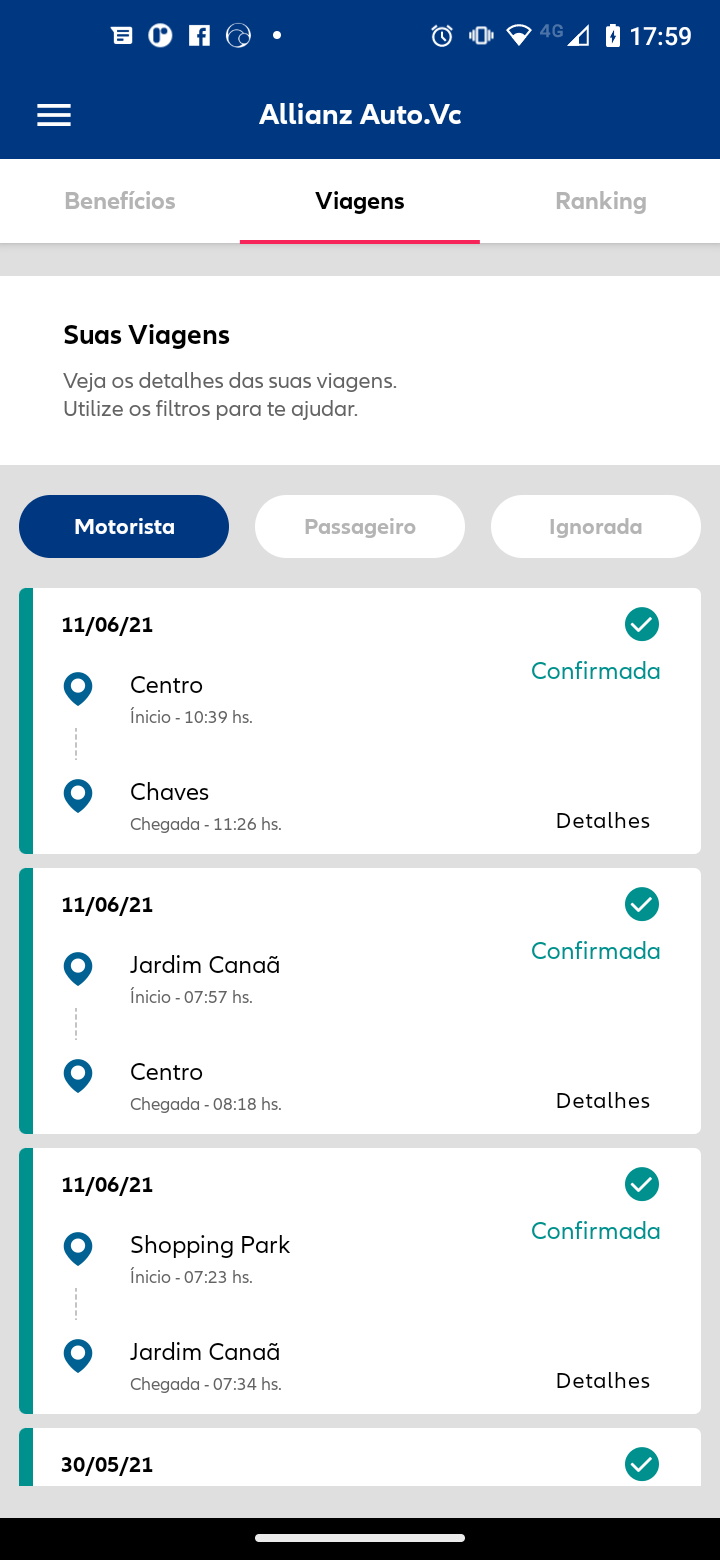 4G 17:59
Allianz Auto.Vc
Benefícios Viagens Ranking
Suas Viagens
Veja os detalhes das suas viagens.
Utilize os filtros para te ajudar.
Motorista Passageiro Ignorada
11/06/21
Confirmada
Centro
Ínicio - 10:39 hs.
Chaves
Chegada - 11:26 hs.
Detalhes
11/06/21
Confirmada
Jardim Canaã
Ínicio - 07:57 hs.
Centro
Chegada - 08:18 hs.
Detalhes
11/06/21
Confirmada
Shopping Park
Ínicio - 07:23 hs.
Jardim Canaã
Chegada - 07:34 hs.
Detalhes
30/05/21